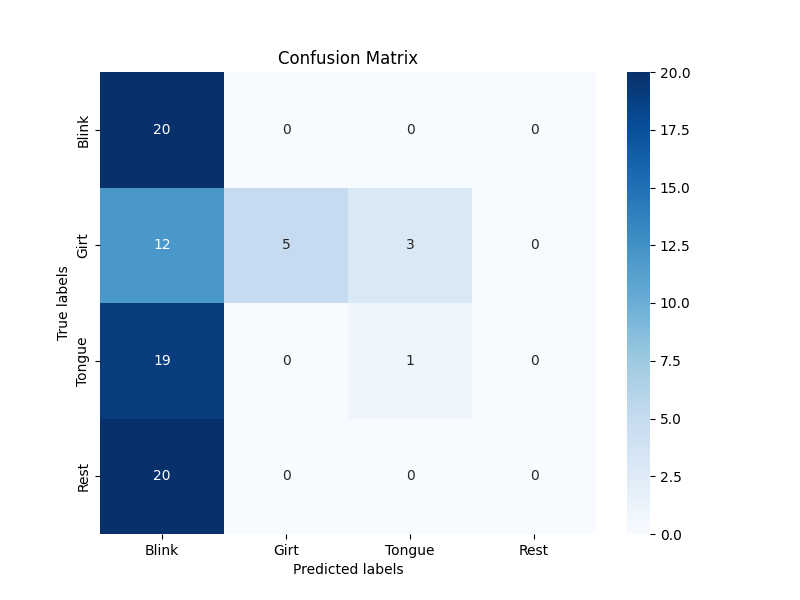 Confusion Matrix
True labels
Blink
20 0 0 0
Girt
12 5 3 0
Tongue
19 0 1 0
Rest
20 0 0 0
Blink Girt Tongue Rest
Predicted labels
20.0
17.5
15.0
12.5
10.0
7.5
5.0
2.5
0.0